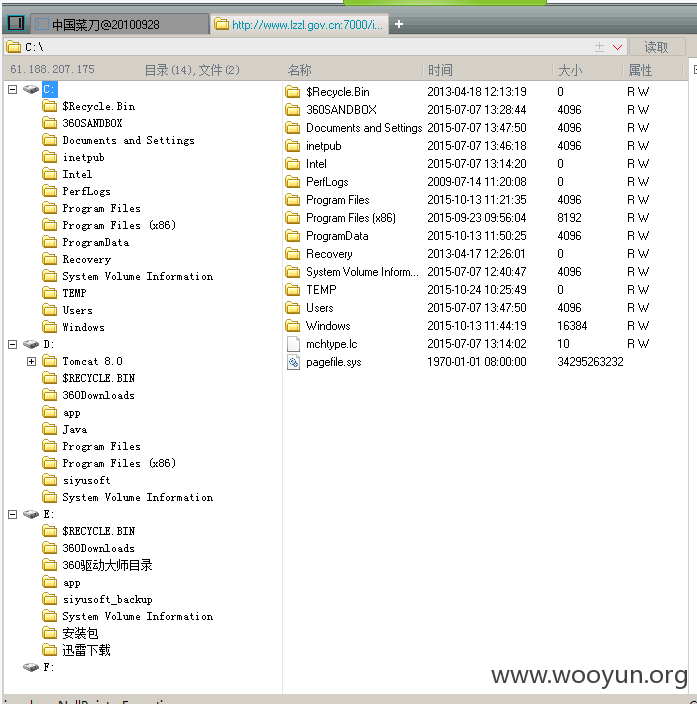 中国菜刀@20100928
http://www.lzzl.gov.cn:7000/i...
+
C:\
读取
61.188.207.175 目录(14),文件(2)
名称 时间 大小 属性
C:
$Recycle.Bin
360SANDBOX
Documents and Settings
inetpub
Intel
PerfLogs
Program Files
Program Files (x86)
ProgramData
Recovery
System Volume Information
TEMP
Users
Windows
D:
Tomcat 8.0
$RECYCLE.BIN
360Downloads
app
Java
Program Files
Program Files (x86)
siyusoft
System Volume Information
E:
$RECYCLE.BIN
360Downloads
360驱动大师目录
app
siyusoft_backup
System Volume Information
安装包
迅雷下载
F:
$Recycle.Bin 2013-04-18 12:13:19 0 R W
360SANDBOX 2015-07-07 13:28:44 4096 R W
Documents and Settings 2015-07-07 13:47:50 4096 R W
inetpub 2015-07-07 13:46:18 4096 R W
Intel 2015-07-07 13:14:20 0 R W
PerfLogs 2009-07-14 11:20:08 0 R W
Program Files 2015-10-13 11:21:35 4096 R W
Program Files (x86) 2015-09-23 09:56:04 8192 R W
ProgramData 2015-10-13 11:50:25 4096 R W
Recovery 2013-04-17 12:26:01 0 R W
System Volume Inform... 2015-07-07 12:40:47 4096 R W
TEMP 2015-10-24 10:25:49 0 R W
Users 2015-07-07 13:47:50 4096 R W
Windows 2015-10-13 11:44:19 16384 R W
mchtype.lc 2015-07-07 13:14:02 10 R W
pagefile.sys 1970-01-01 08:00:00 34295263232
www.wooyun.org